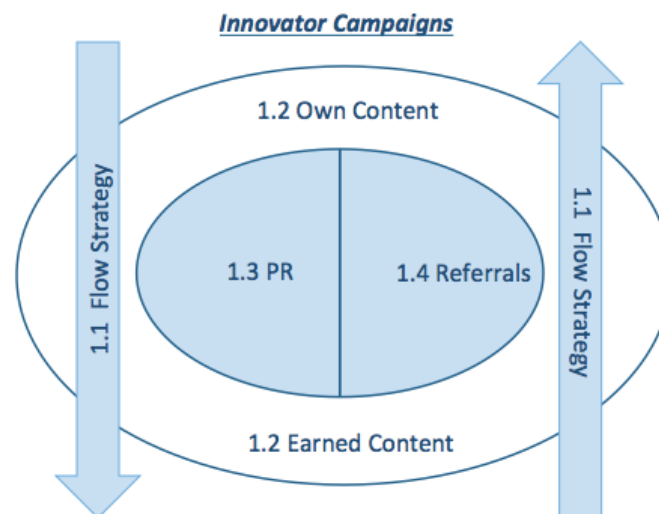 Innovator Campaigns
1.2 Own Content
1.1 Flow Strategy
1.3 PR
1.4 Referrals
1.1 Flow Strategy
1.2 Earned Content